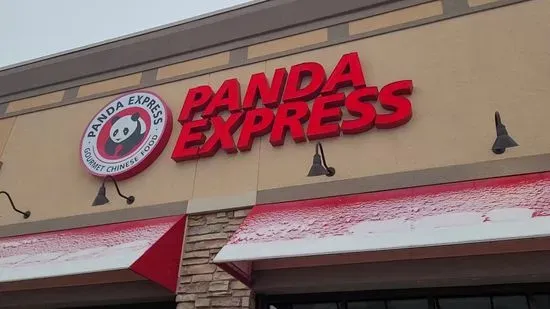 PANDA EXPRESS
GOURMET CHINESE FOOD
PANDA
EXPRESS